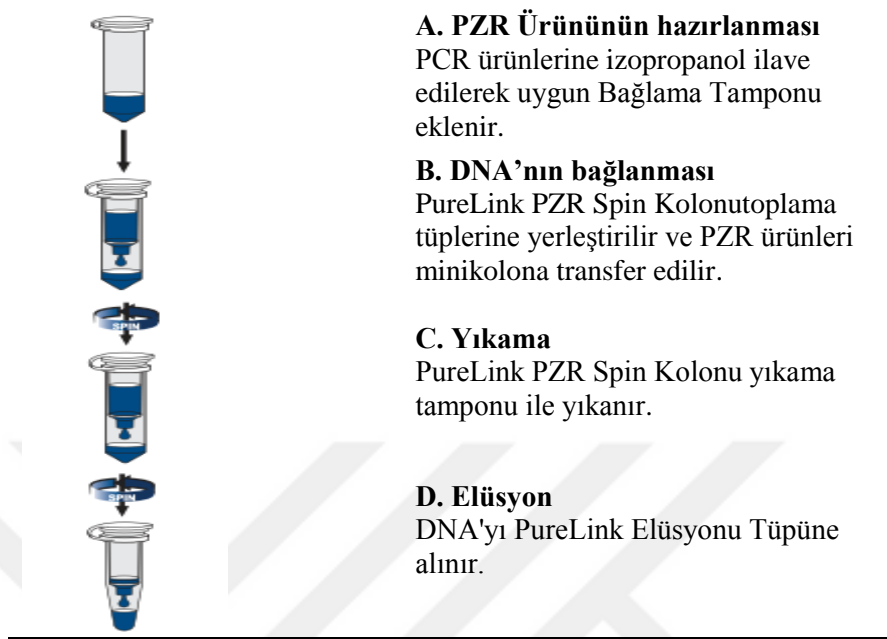 A. PZR Ürününün hazırlanması
PCR ürünlerine izopropanol ilave
edilerek uygun Bağlama Tamponu
eklenir.
B. DNA’nın bağlanması
PureLink PZR Spin Kolonutoplama
tüplerine yerleştirilir ve PZR ürünleri
minikolona transfer edilir.
SPIN
C. Yıkama
PureLink PZR Spin Kolonu yıkama
tamponu ile yıkanır.
SPIN
D. Elüsyon
DNA'yı PureLink Elüsyonu Tüpüne
alınır.